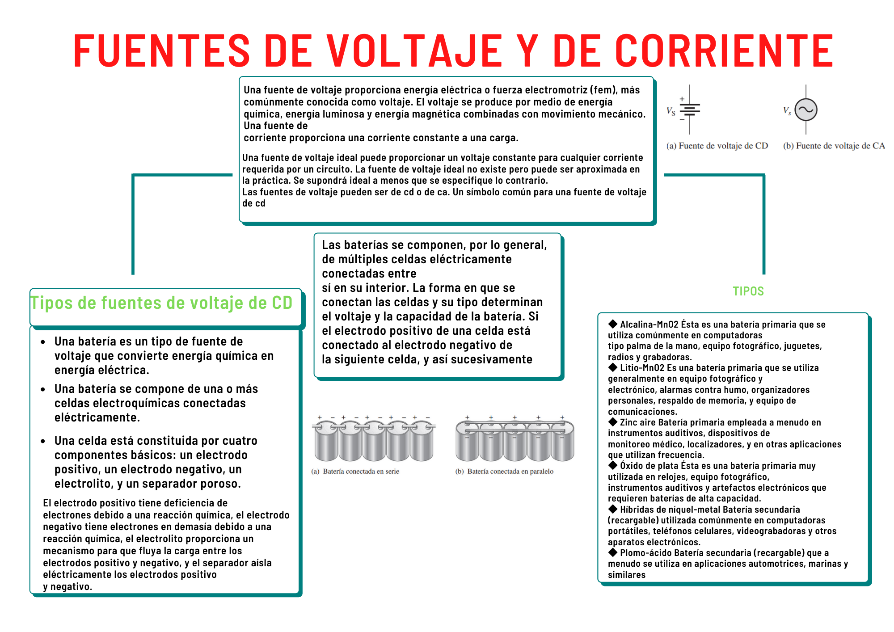 FUENTES DE VOLTAJE Y DE CORRIENTE
Una fuente de voltaje proporciona energía eléctrica o fuerza electromotriz (fem), más
comúnmente conocida como voltaje. El voltaje se produce por medio de energía
química, energía luminosa y energía magnética combinadas con movimiento mecánico.
Una fuente de
corriente proporciona una corriente constante a una carga.
Una fuente de voltaje ideal puede proporcionar un voltaje constante para cualquier corriente
requerida por un circuito. La fuente de voltaje ideal no existe pero puede ser aproximada en
la práctica. Se supondrá ideal a menos que se especifique lo contrario.
Las fuentes de voltaje pueden ser de cd o de ca. Un símbolo común para una fuente de voltaje
de cd
+
VS
−
Vs
(a) Fuente de voltaje de CD
(b) Fuente de voltaje de CA
Las baterías se componen, por lo general,
de múltiples celdas eléctricamente
conectadas entre
sí en su interior. La forma en que se
conectan las celdas y su tipo determinan
el voltaje y la capacidad de la batería. Si
el electrodo positivo de una celda está
conectado al electrodo negativo de
la siguiente celda, y así sucesivamente
Tipos de fuentes de voltaje de CD
• Una batería es un tipo de fuente de
voltaje que convierte energía química en
energía eléctrica.
• Una batería se compone de una o más
celdas electroquímicas conectadas
eléctricamente.
• Una celda está constituida por cuatro
componentes básicos: un electrodo
positivo, un electrodo negativo, un
electrolito, y un separador poroso.
El electrodo positivo tiene deficiencia de
electrones debido a una reacción química, el electrodo
negativo tiene electrones en demasía debido a una
reacción química, el electrolito proporciona un
mecanismo para que fluya la carga entre los
electrodos positivo y negativo, y el separador aísla
eléctricamente los electrodos positivo
y negativo.
− + − + − + − + − +
+ + + + +
(a) Batería conectada en serie
(b) Batería conectada en paralelo
TIPOS
◆ Alcalina-MnO2 Ésta es una batería primaria que se
utiliza comúnmente en computadoras
tipo palma de la mano, equipo fotográfico, juguetes,
radios y grabadoras.
◆ Litio-MnO2 Es una batería primaria que se utiliza
generalmente en equipo fotográfico y
electrónico, alarmas contra humo, organizadores
personales, respaldo de memoria, y equipo de
comunicaciones.
◆ Zinc aire Batería primaria empleada a menudo en
instrumentos auditivos, dispositivos de
monitoreo médico, localizadores, y en otras aplicaciones
que utilizan frecuencia.
◆ Óxido de plata Ésta es una batería primaria muy
utilizada en relojes, equipo fotográfico,
instrumentos auditivos y artefactos electrónicos que
requieren baterías de alta capacidad.
◆ Híbridas de níquel-metal Batería secundaria
(recargable) utilizada comúnmente en computadoras
portátiles, teléfonos celulares, videograbadoras y otros
aparatos electrónicos.
◆ Plomo-ácido Batería secundaria (recargable) que a
menudo se utiliza en aplicaciones automotrices, marinas y
similares